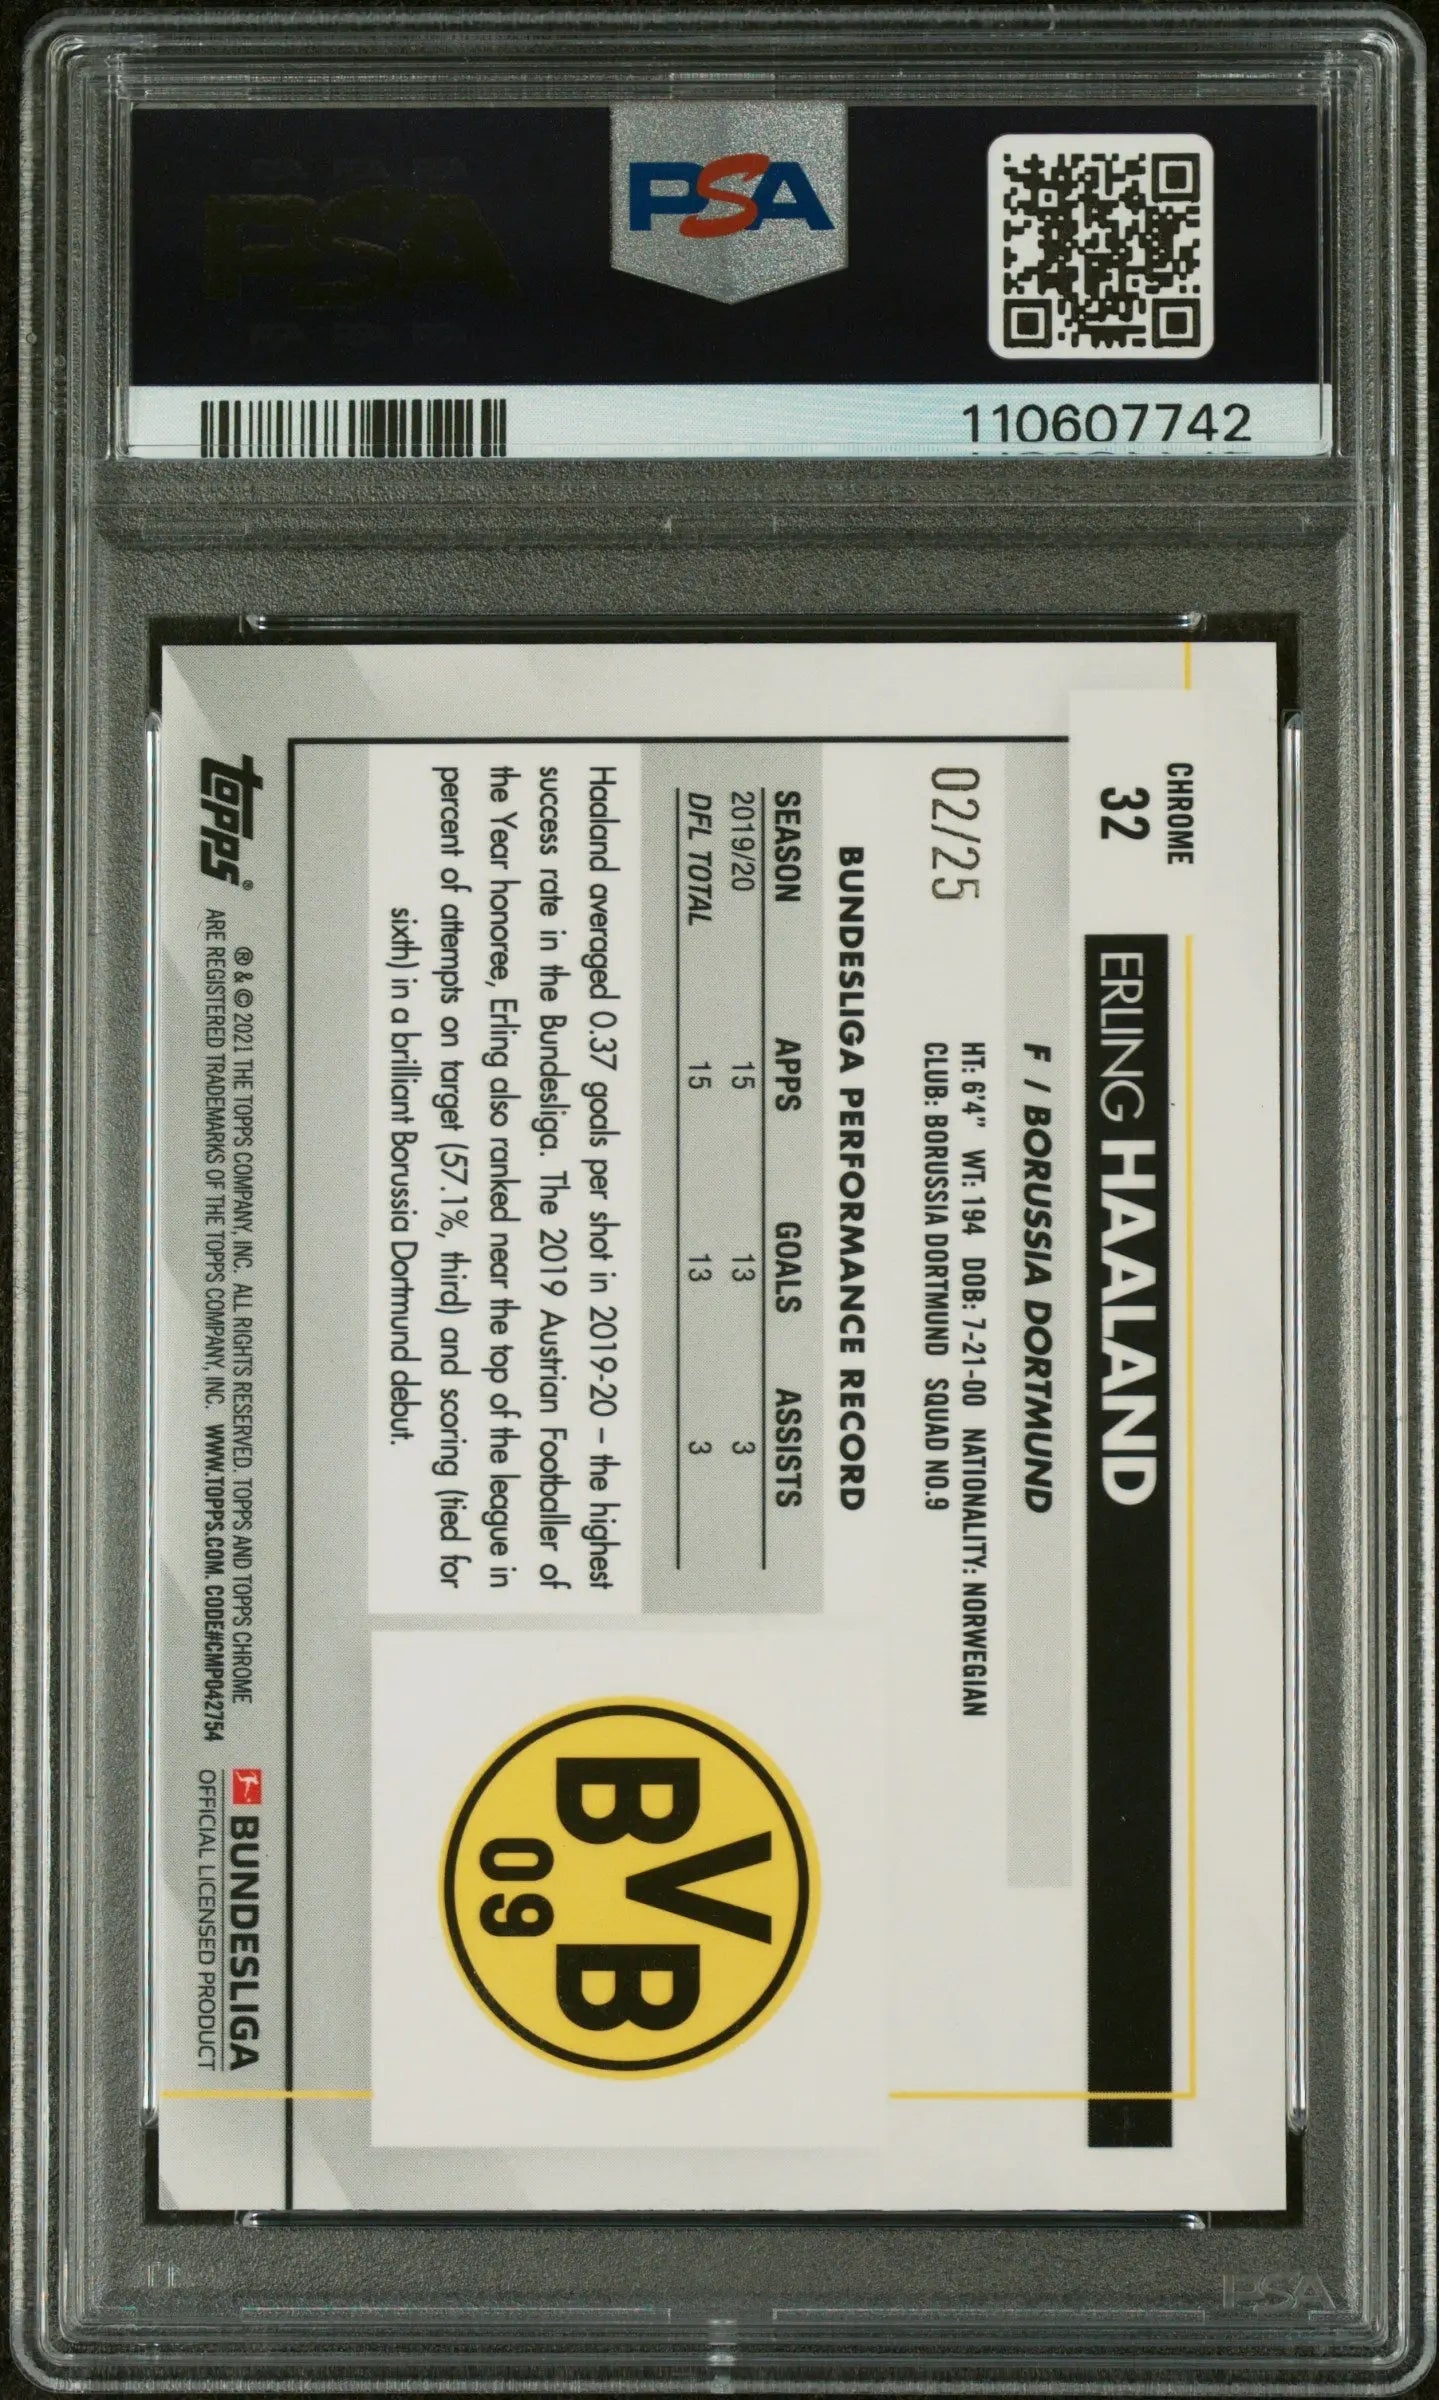 PSA
PSA
110607742
CHROME
32
ERLING HAALAND
F / BORUSSIA DORTMUND
02/25
HT: 6'4" WT: 194 DOB: 7-21-00 NATIONALITY: NORWEGIAN
CLUB: BORUSSIA DORTMUND SQUAD NO.9
BUNDESLIGA PERFORMANCE RECORD
SEASON APPS GOALS ASSISTS
2019/20 15 13 3
DFL TOTAL 15 13 3
Haaland averaged 0.37 goals per shot in 2019-20 – the highest
success rate in the Bundesliga. The 2019 Austrian Footballer of
the Year honoree, Erling also ranked near the top of the league in
percent of attempts on target (57.1%, third) and scoring (tied for
sixth) in a brilliant Borussia Dortmund debut.
BVB
09
topps®
® & © 2021 THE TOPPS COMPANY, INC. ALL RIGHTS RESERVED. TOPPS AND TOPPS CHROME
ARE REGISTERED TRADEMARKS OF THE TOPPS COMPANY, INC. WWW.TOPPS.COM. CODE#CMP042754
BUNDESLIGA
OFFICIAL LICENSED PRODUCT
PSA